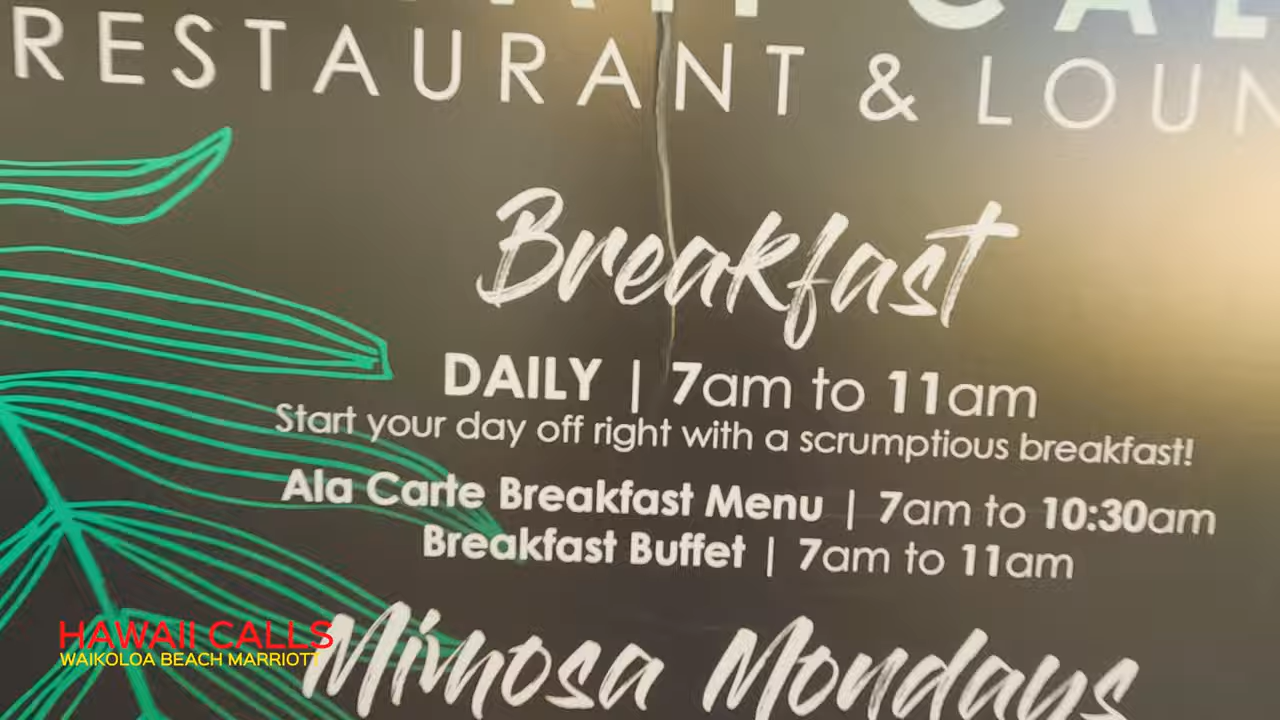 RESTAURANT & LOUN
Breakfast
DAILY | 7am to 11am
Start your day off right with a scrumptious breakfast!
Ala Carte Breakfast Menu | 7am to 10:30am
Breakfast Buffet | 7am to 11am
Mimosa Mondays
HAWAII CALLS
WAIKOLOA BEACH MARRIOTT